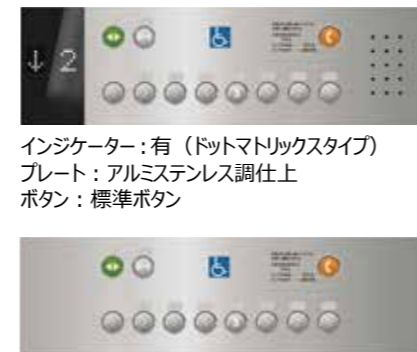 2
インジケーター：有（ドットマトリックスタイプ）
プレート：アルミステンレス調仕上
ボタン：標準ボタン